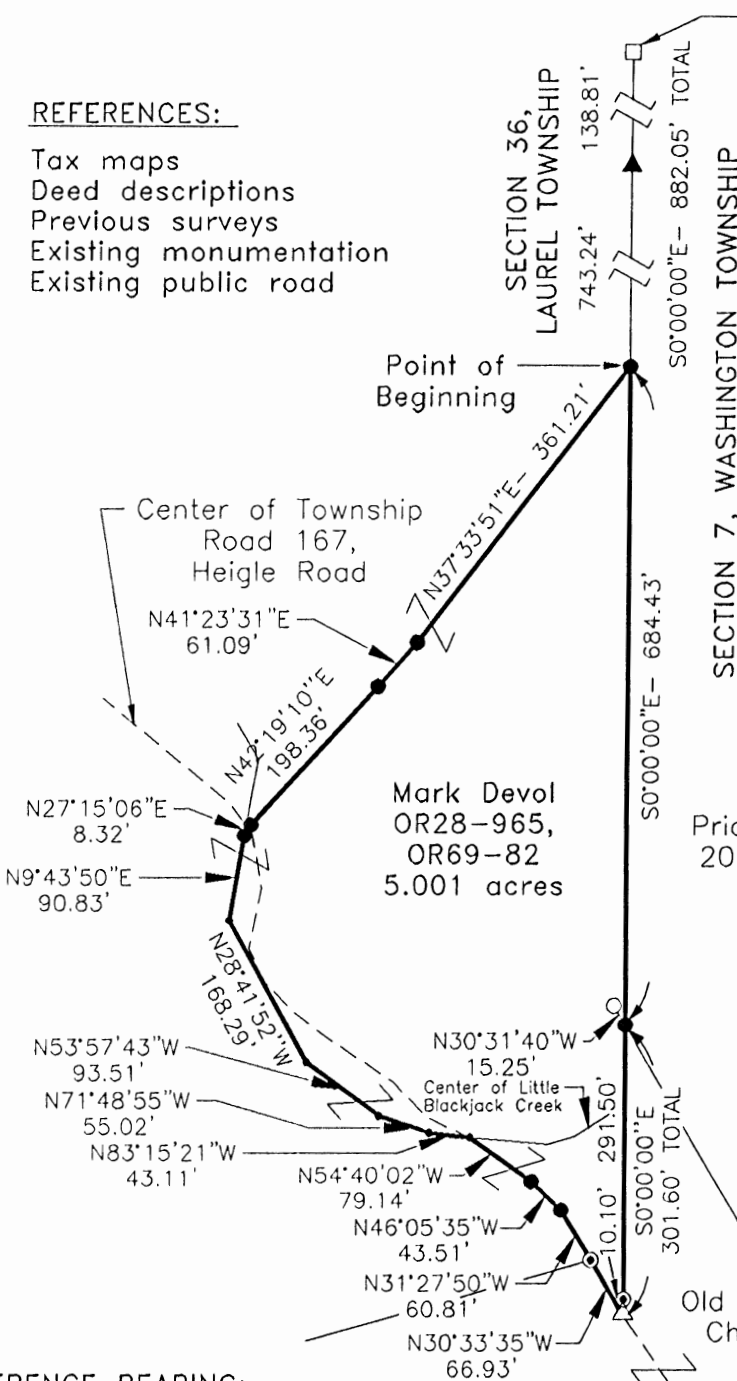 REFERENCES:
Tax maps
Deed descriptions
Previous surveys
Existing monumentation
Existing public road
SECTION 36,
LAUREL TOWNSHIP
138.81'
743.24'
S0°00'00"E- 882.05' TOTAL
SECTION 7, WASHINGTON TOWNSHIP
Point of
Beginning
N37°33'51"E- 361.21'
Center of Township
Road 167,
Heigle Road
N41°23'31"E
61.09'
N42°19'10"E
198.36'
S0°00'00"E- 684.43'
N27°15'06"E
8.32'
N9°43'50"E
90.83'
Mark Devol
OR28-965,
OR69-82
5.001 acres
20
N28°41'52"W
168.29'
N53°57'43"W
93.51'
N71°48'55"W
55.02'
N83°15'21"W
43.11'
N30°31'40"W
15.25'
Center of Little
Blackjack Creek
N54°40'02"W
79.14'
N46°05'35"W
43.51'
N31°27'50"W
60.81'
N30°33'35"W
66.93'
10.10'
291.50'
S0°00'00"E
301.60' TOTAL
Old
Ch
ERENCE BEARING: